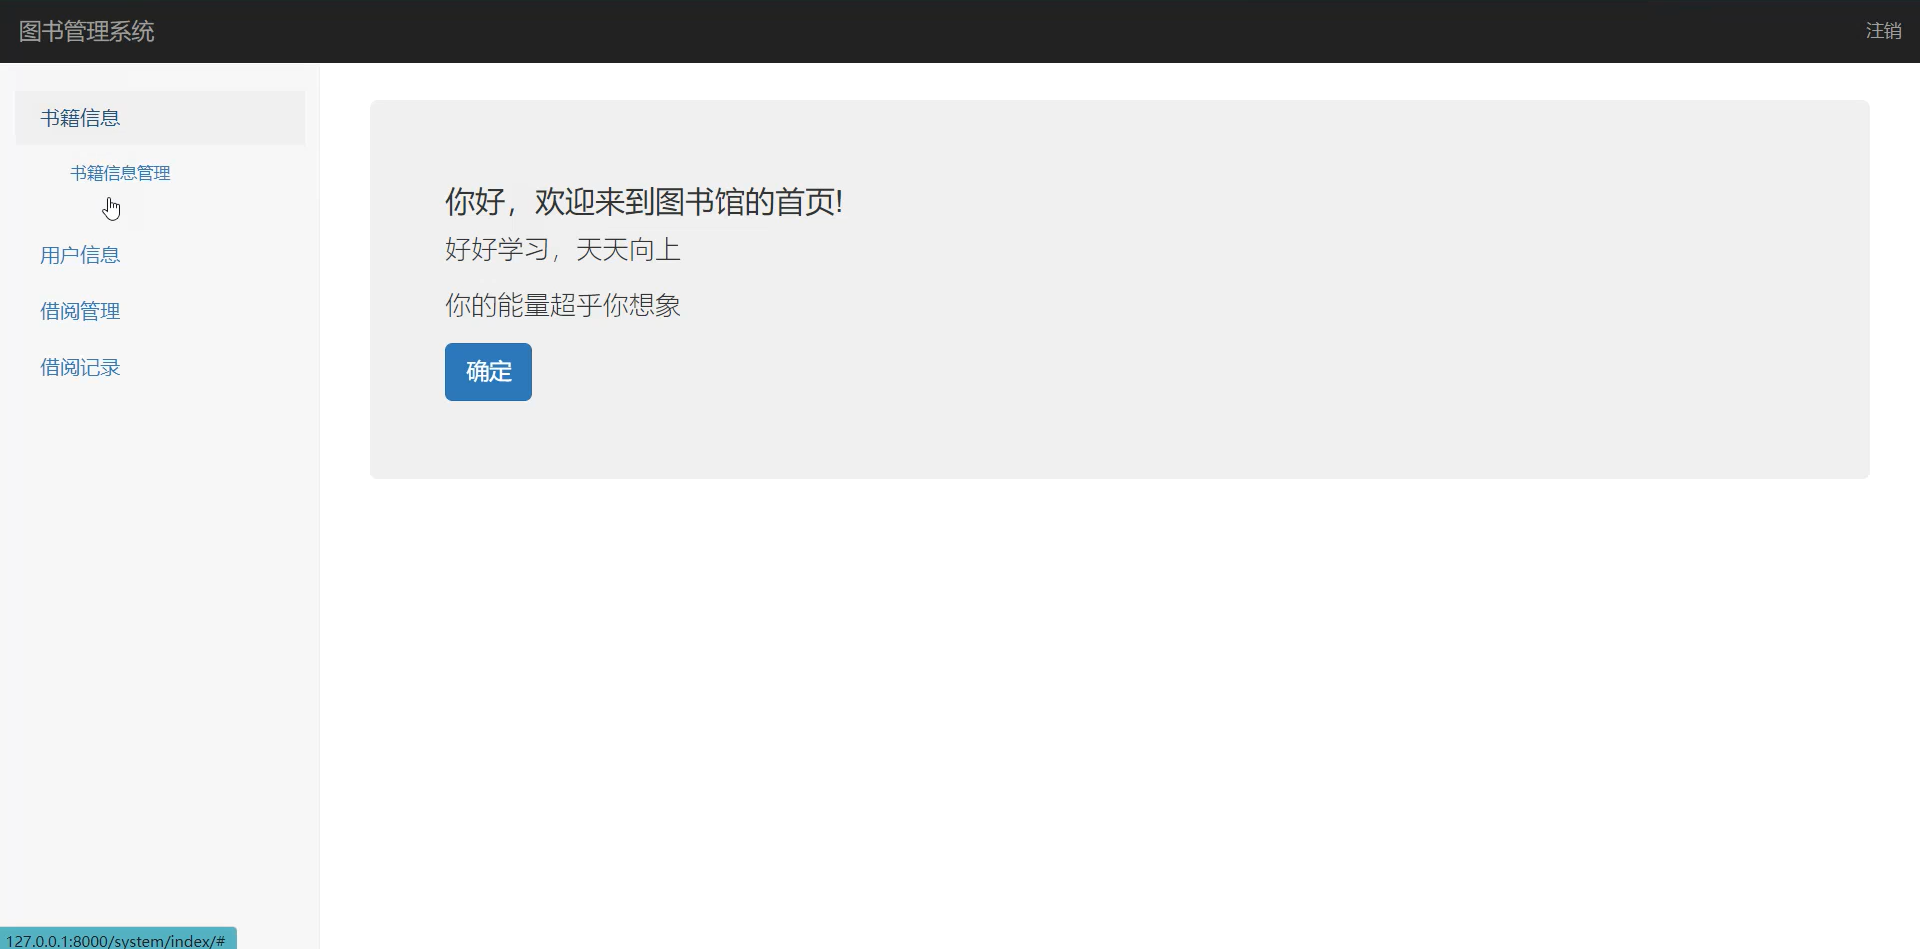 图书管理系统
注销
书籍信息
书籍信息管理
用户信息
借阅管理
借阅记录
你好，欢迎来到图书馆的首页!
好好学习，天天向上
你的能量超乎你想象
确定
127.0.0.1:8000/system/index/#